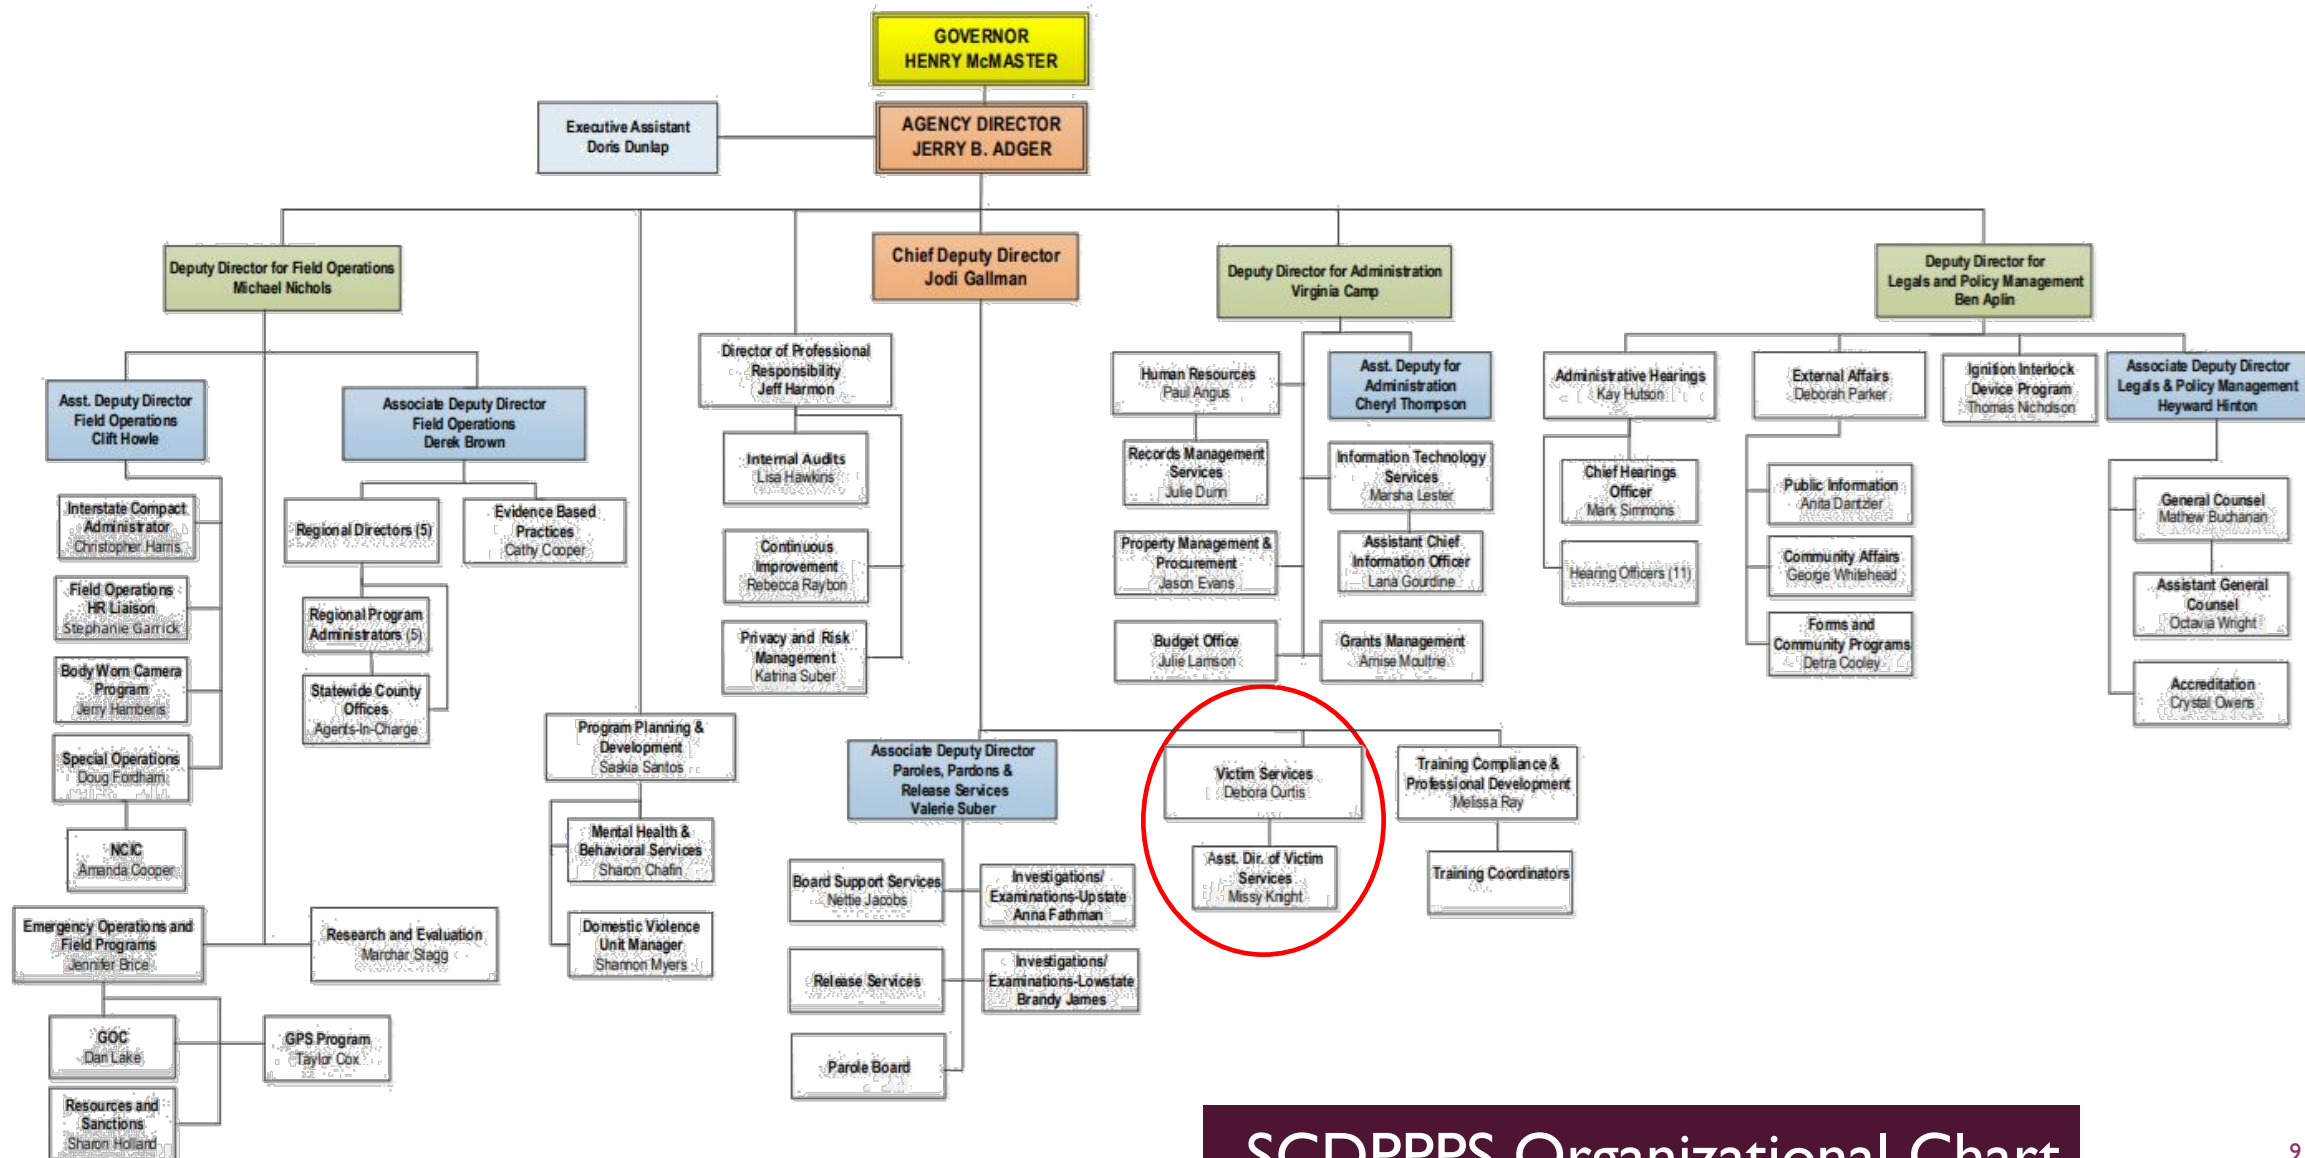 GOVERNOR
HENRY McMASTER
Executive Assistant
Doris Dunlap
AGENCY DIRECTOR
JERRY B. ADGER
Deputy Director for Field Operations
Michael Nichols
Chief Deputy Director
Jodi Gallman
Deputy Director for Administration
Virginia Camp
Deputy Director for
Legals and Policy Management
Ben Aplin
Asst. Deputy Director
Field Operations
Clift Howle
Associate Deputy Director
Field Operations
Derek Brown
Director of Professional
Responsibility
Jeff Harmon
Human Resources
Paul Angus
Asst. Deputy for
Administration
Cheryl Thompson
Administrative Hearings
Kay Hutson
External Affairs
Deborah Parker
Ignition Interlock
Device Program
Thomas Nicholson
Associate Deputy Director
Legals & Policy Management
Heyward Hinton
Interstate Compact
Administrator
Christopher Harris
Regional Directors (5)
Evidence Based
Practices
Cathy Cooper
Internal Audits
Lisa Hawkins
Records Management
Services
Julie Dunn
Information Technology
Services
Marsha Lester
Chief Hearings
Officer
Mark Simmons
Public Information
Anita Dantzler
General Counsel
Mathew Buchanan
Field Operations
HR Liaison
Stephanie Garrick
Regional Program
Administrators (5)
Continuous
Improvement
Rebecca Raybon
Property Management &
Procurement
Jason Evans
Assistant Chief
Information Officer
Lana Gourdine
Hearing Officers (11)
Community Affairs
George Whitehead
Assistant General
Counsel
Octavia Wright
Body Worn Camera
Program
Jerry
Statewide County
Offices
Agents-In-Charge
Privacy and Risk
Management
Katrina Suber
Budget Office
Julie Lamson
Grants Management
Arnise Moultrie
Forms and
Community Programs
Detra Cooley
Accreditation
Crystal Owens
Special Operations
Doug Fordham
Program Planning &
Development
Saskia Santos
Associate Deputy Director
Paroles, Pardons &
Release Services
Valerie Suber
Victim Services
Debora Curtis
Training Compliance &
Professional Development
Melissa Ray
NCIC
Amanda Cooper
Mental Health &
Behavioral Services
Sharon Chafin
Board Support Services
Nettie Jacobs
Investigations/
Examinations-Upstate
Anna Fathman
Asst. Dir. of Victim
Services
Missy Knight
Training Coordinators
Emergency Operations and
Field Programs
Jennifer Brice
Research and Evaluation
Marchar Stagg
Domestic Violence
Unit Manager
Shannon Myers
Release Services
Investigations/
Examinations-Lowstate
Brandy James
GOC
Dan Lake
GPS Program
Taylor Cox
Parole Board
Resources and
Sanctions
Sharon Holland
SCDPPPS Organizational Chart
9